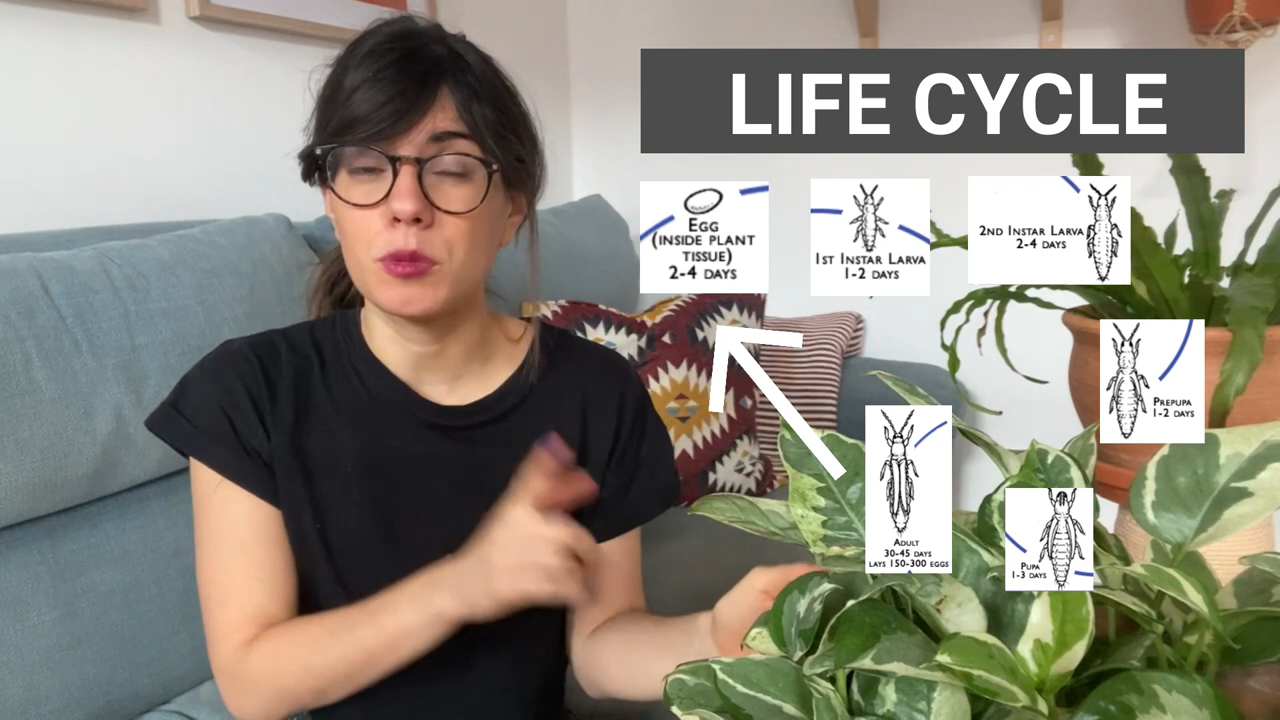 LIFE CYCLE
EGG
(INSIDE PLANT
TISSUE)
2-4 DAYS
1ST INSTAR LARVA
1-2 DAYS
2ND INSTAR LARVA
2-4 DAYS
PREPUPA
1-2 DAYS
ADULT
30-45 DAYS
LAYS 150-300 EGGS
PUPA
1-3 DAYS